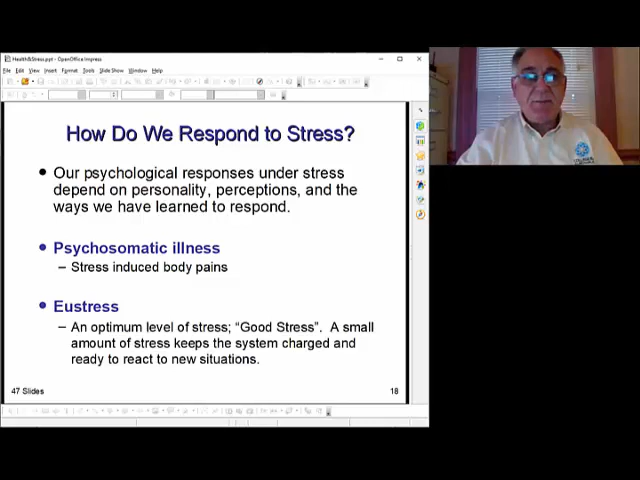 Health&Stress.ppt - OpenOffice Impress
File Edit View Insert Format Tools Slide Show Window Help
How Do We Respond to Stress?
• Our psychological responses under stress
depend on personality, perceptions, and the
ways we have learned to respond.
• Psychosomatic illness
– Stress induced body pains
• Eustress
– An optimum level of stress; “Good Stress”. A small
amount of stress keeps the system charged and
ready to react to new situations.
47 Slides
18